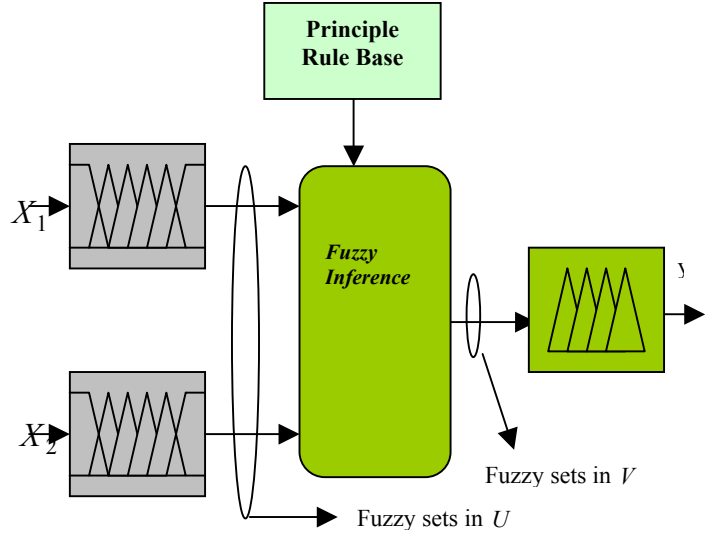 Principle
Rule Base
X1
Fuzzy
Inference
y
X2
Fuzzy sets in V
Fuzzy sets in U